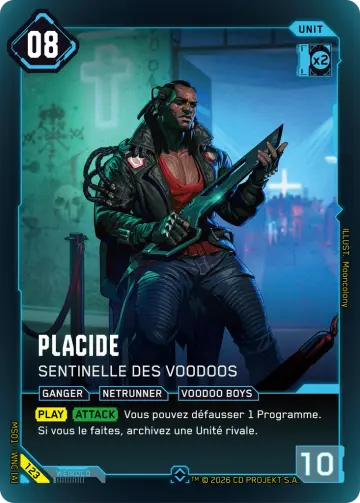 08
UNIT
x2
ILLUST. Mooncolony
PLACIDE
SENTINELLE DES VOODOOS
GANGER NETRUNNER VOODOO BOYS
PLAY ATTACK Vous pouvez défausser 1 Programme.
Si vous le faites, archivez une Unité rivale.
123
10
™ © 2026 CD PROJEKT S.A.